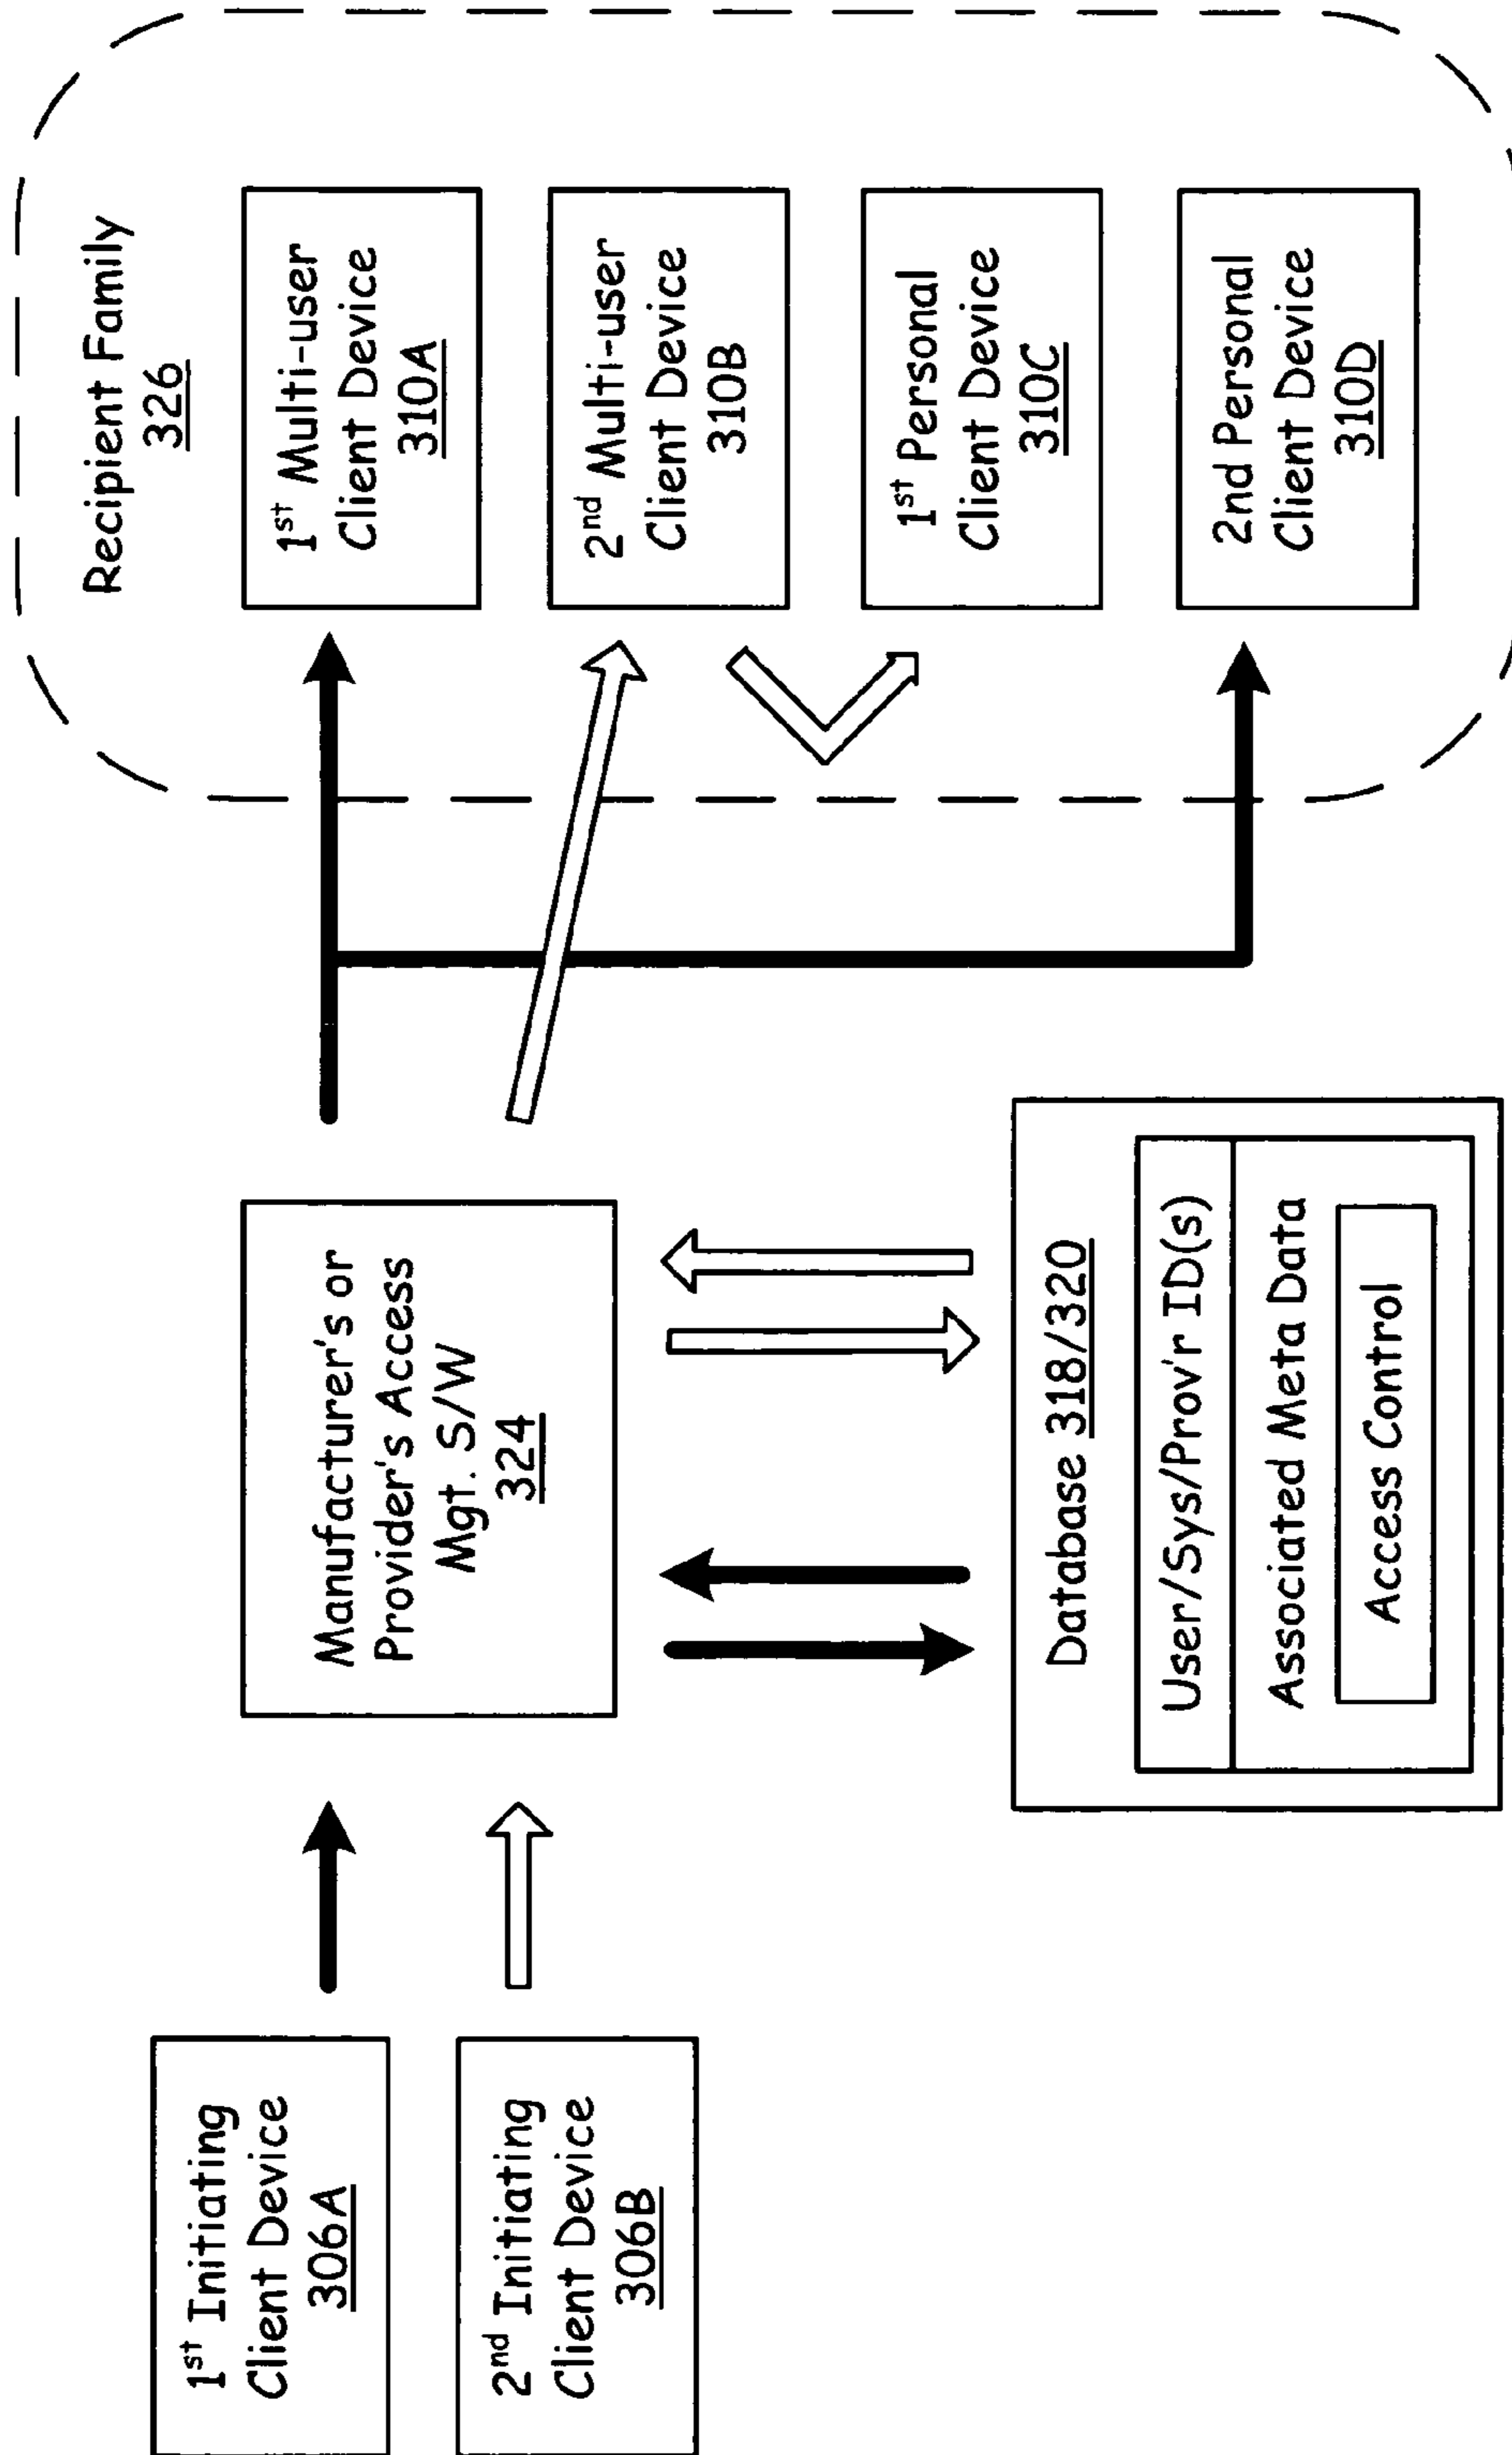 1st Initiating
Client Device
306A
2nd Initiating
Client Device
306B
Manufacturer's or
Provider's Access
Mgt. S/W
324
Database 318/320
User/Sys/Prov'r ID(s)
Associated Meta Data
Access Control
Recipient Family
326
1st Multi-user
Client Device
310A
2nd Multi-user
Client Device
310B
1st Personal
Client Device
310C
2nd Personal
Client Device
310D